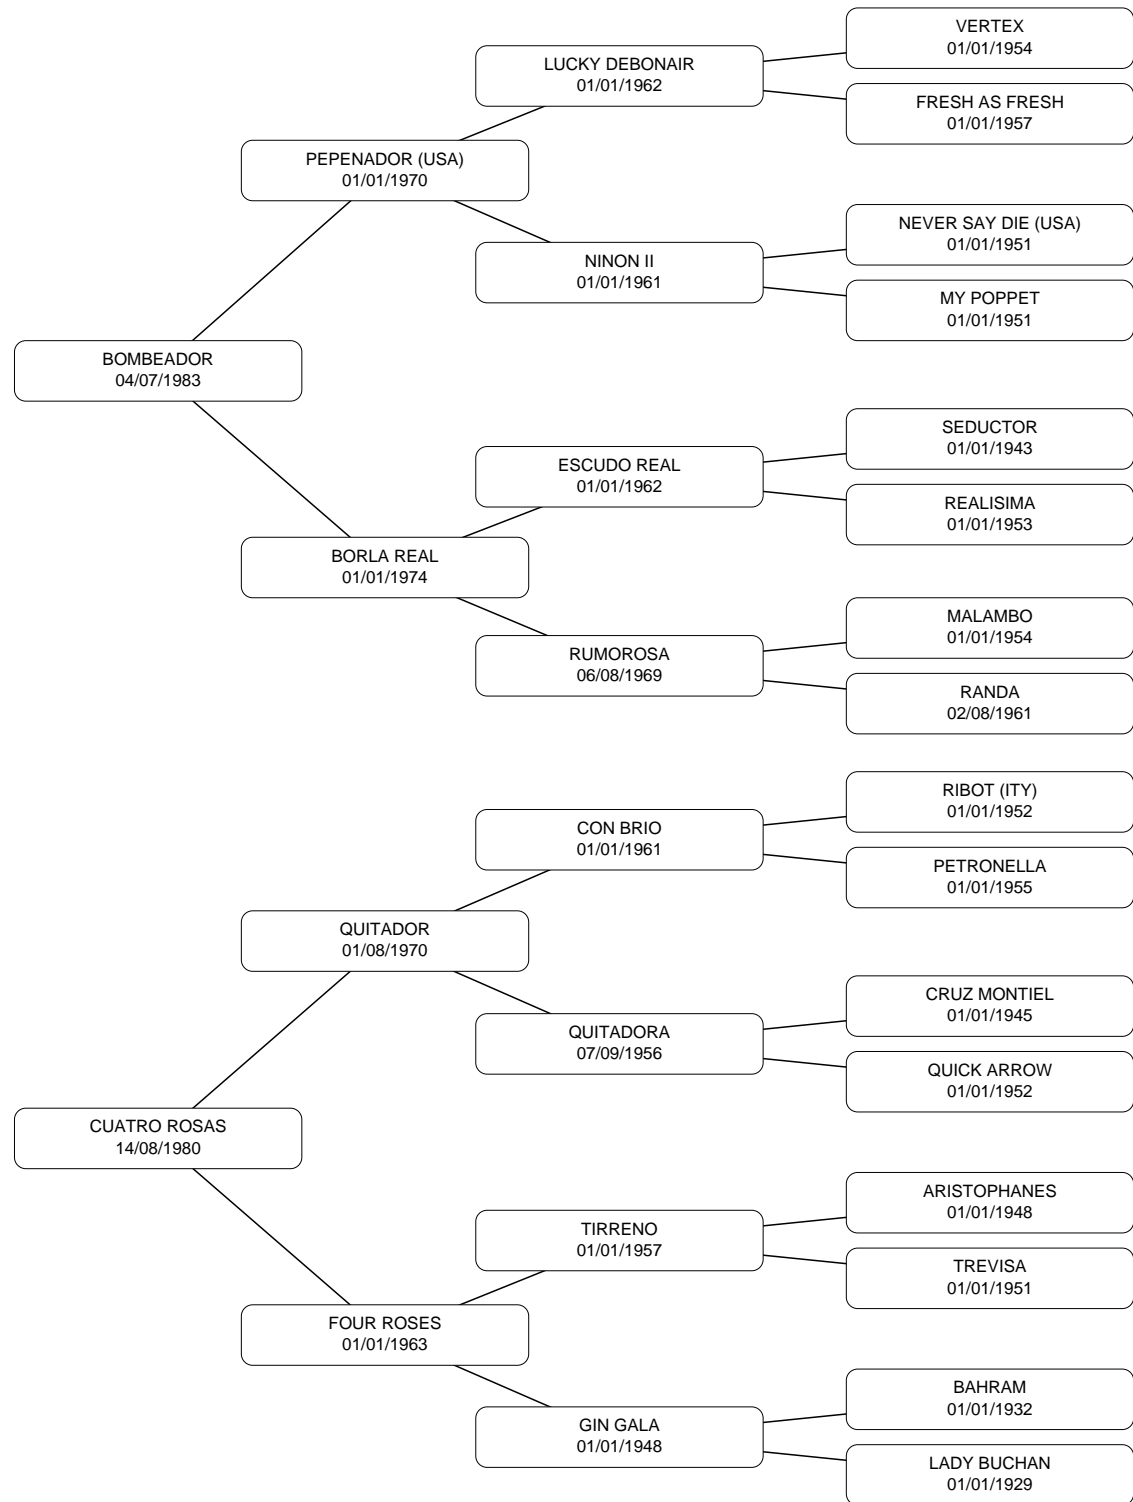 VERTEX
01/01/1954
LUCKY DEBONAIR
01/01/1962
FRESH AS FRESH
01/01/1957
PEPENADOR (USA)
01/01/1970
NEVER SAY DIE (USA)
01/01/1951
NINON II
01/01/1961
MY POPPET
01/01/1951
BOMBEADOR
04/07/1983
SEDUCTOR
01/01/1943
ESCUDO REAL
01/01/1962
REALISIMA
01/01/1953
BORLA REAL
01/01/1974
MALAMBO
01/01/1954
RUMOROSA
06/08/1969
RANDA
02/08/1961
RIBOT (ITY)
01/01/1952
CON BRIO
01/01/1961
PETRONELLA
01/01/1955
QUITADOR
01/08/1970
CRUZ MONTIEL
01/01/1945
QUITADORA
07/09/1956
QUICK ARROW
01/01/1952
CUATRO ROSAS
14/08/1980
ARISTOPHANES
01/01/1948
TIRRENO
01/01/1957
TREVISA
01/01/1951
FOUR ROSES
01/01/1963
BAHRAM
01/01/1932
GIN GALA
01/01/1948
LADY BUCHAN
01/01/1929